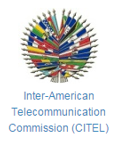 Inter-American
Telecommunication
Commission (CITEL)